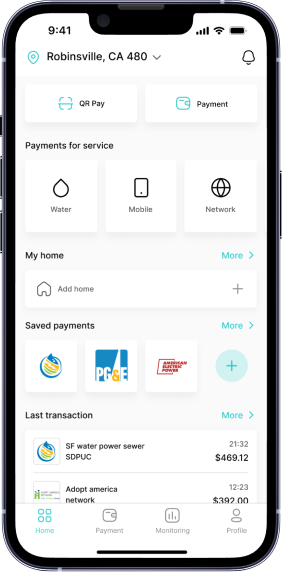 9:41
Robinsville, CA 480
QR Pay
Payment
Payments for service
Water
Mobile
Network
My home
More
Add home
Saved payments
More
PG&E
AMERICAN
ELECTRIC
POWER
Last transaction
More
SF water power sewer
21:32
SDPUC
$469.12
Adopt america
12:23
network
$392.00
Home
Payment
Monitoring
Profile